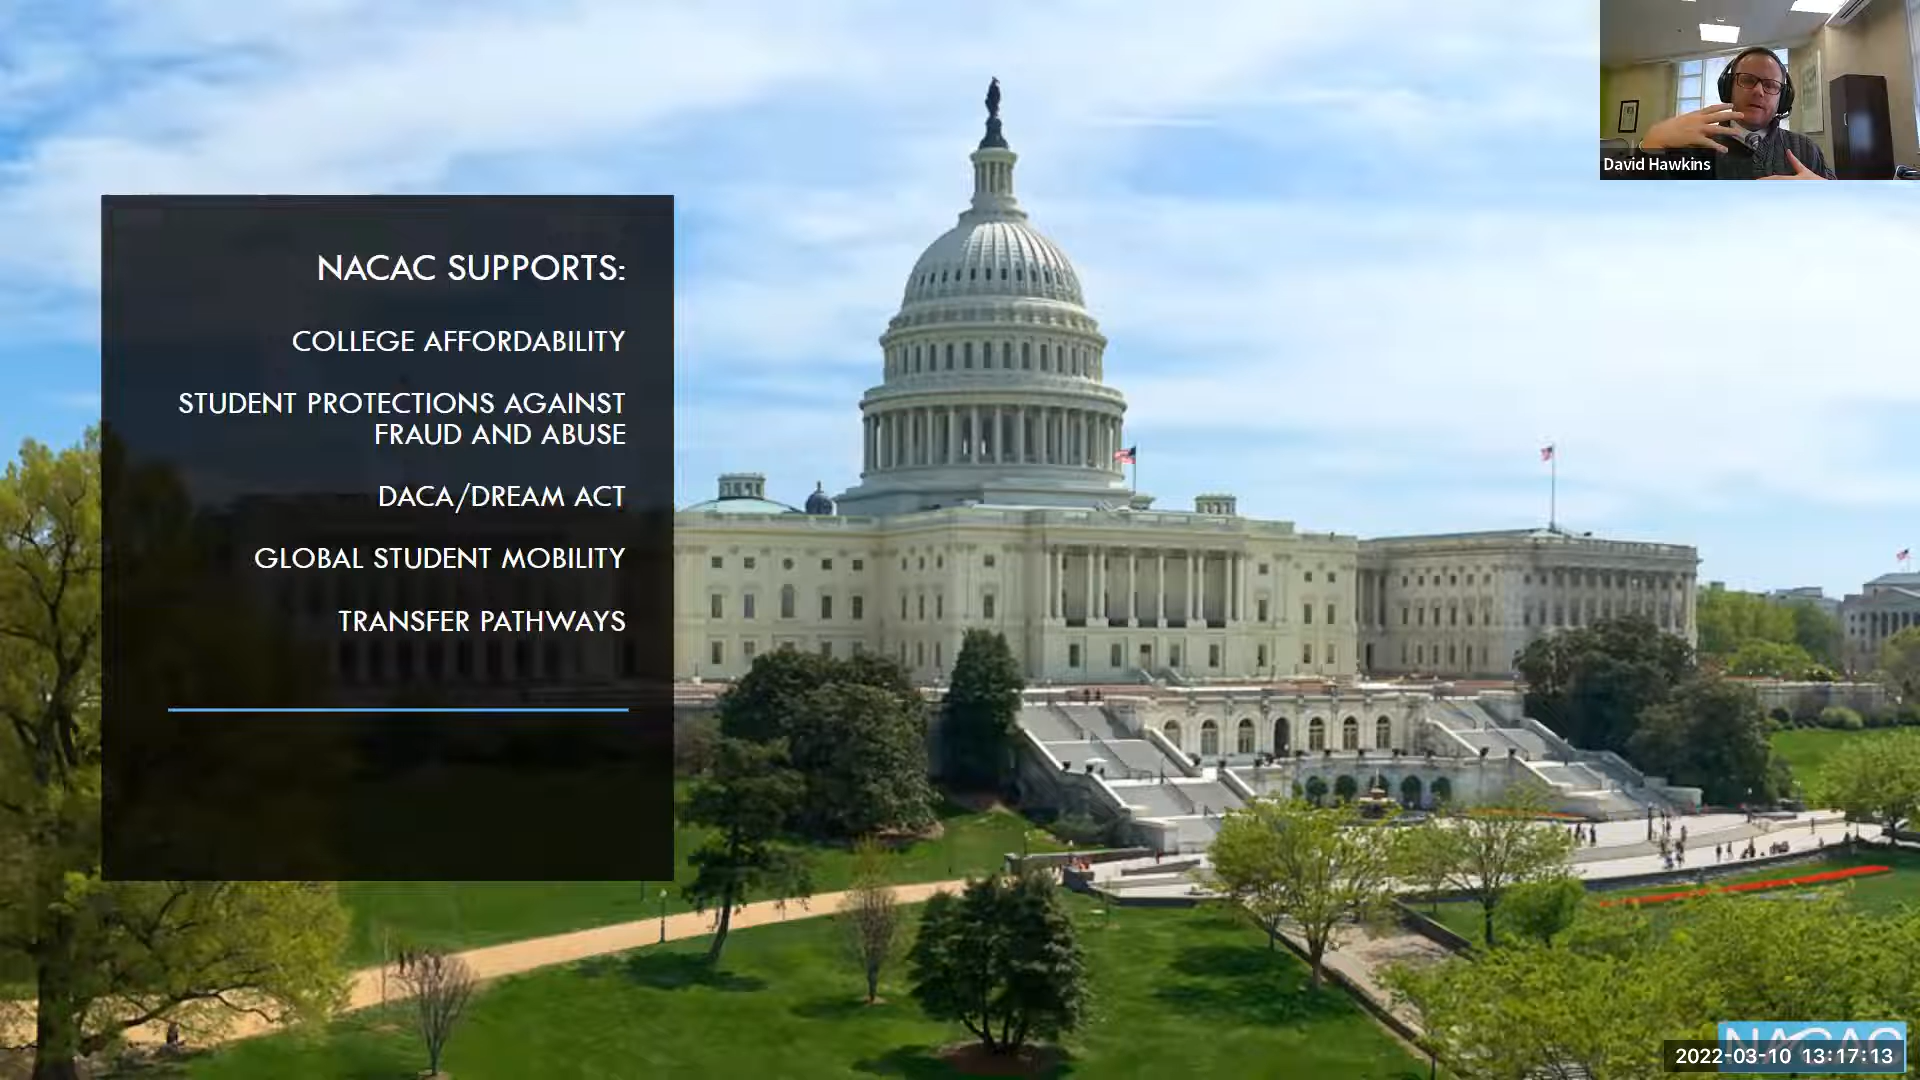 David Hawkins
NACAC SUPPORTS:
COLLEGE AFFORDABILITY
STUDENT PROTECTIONS AGAINST
FRAUD AND ABUSE
DACA/DREAM ACT
GLOBAL STUDENT MOBILITY
TRANSFER PATHWAYS
NACAC
2022-03-10 13:17:13